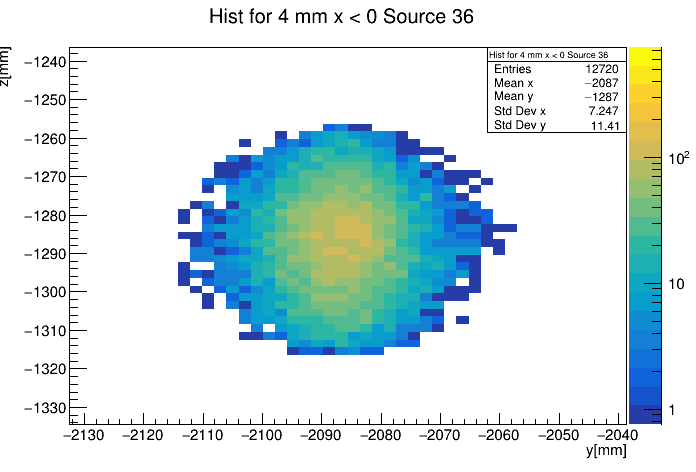 Hist for 4 mm x < 0 Source 36
z[mm]
−1240
−1250
−1260
−1270
−1280
−1290
−1300
−1310
−1320
−1330
Hist for 4 mm x < 0 Source 36
Entries 12720
Mean x −2087
Mean y −1287
Std Dev x 7.247
Std Dev y 11.41
10²
10
1
−2130 −2120 −2110 −2100 −2090 −2080 −2070 −2060 −2050 −2040
y[mm]